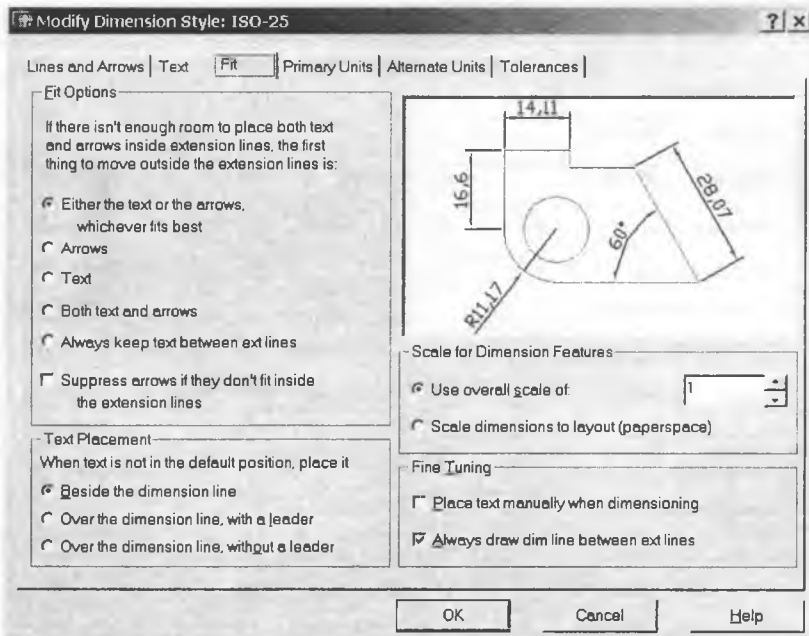 Modify Dimension Style: ISO-25
Lines and Arrows
Text
Fit
Primary Units
Alternate Units
Tolerances
Fit Options
If there isn't enough room to place both text
and arrows inside extension lines, the first
thing to move outside the extension lines is:
Either the text or the arrows,
whichever fits best
Arrows
Text
Both text and arrows
Always keep text between ext lines
Suppress arrows if they don't fit inside
the extension lines
Text Placement
When text is not in the default position, place it
Beside the dimension line
Over the dimension line, with a leader
Over the dimension line, without a leader
14,11
16,6
28,07
60°
R11,17
Scale for Dimension Features
Use overall scale of:
1
Scale dimensions to layout (paperspace)
Fine Tuning
Place text manually when dimensioning
Always draw dim line between ext lines
OK
Cancel
Help